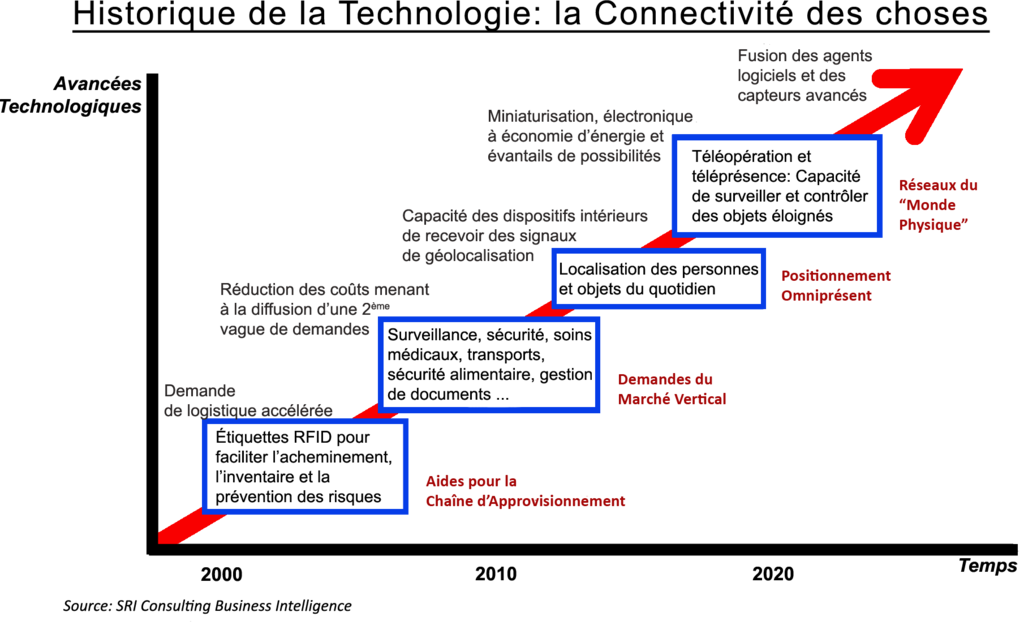 Historique de la Technologie: la Connectivité des choses
Avancées
Technologiques
Fusion des agents
logiciels et des
capteurs avancés
Miniaturisation, électronique
à économie d'énergie et
évantails de possibilités
Téléopération et
téléprésence: Capacité
de surveiller et contrôler
des objets éloignés
Réseaux du
“Monde
Physique”
Capacité des dispositifs intérieurs
de recevoir des signaux
de géolocalisation
Localisation des personnes
et objets du quotidien
Positionnement
Omniprésent
Réduction des coûts menant
à la diffusion d'une 2ème
vague de demandes
Surveillance, sécurité, soins
médicaux, transports,
sécurité alimentaire, gestion
de documents ...
Demandes du
Marché Vertical
Demande
de logistique accélérée
Étiquettes RFID pour
faciliter l'acheminement,
l'inventaire et la
prévention des risques
Aides pour la
Chaîne d'Approvisionnement
2000
2010
2020
Temps
Source: SRI Consulting Business Intelligence